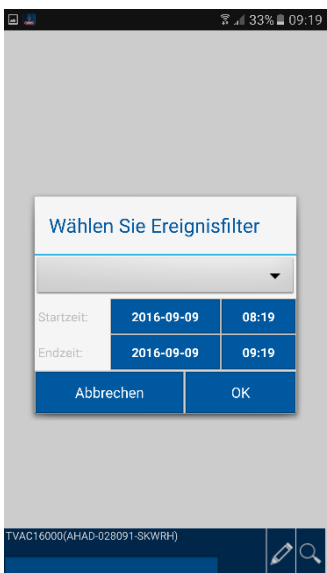 33% 09:19
Wählen Sie Ereignisfilter
Startzeit: 2016-09-09 08:19
Endzeit: 2016-09-09 09:19
Abbrechen OK
TVAC16000(AHAD-028091-SKWRH)